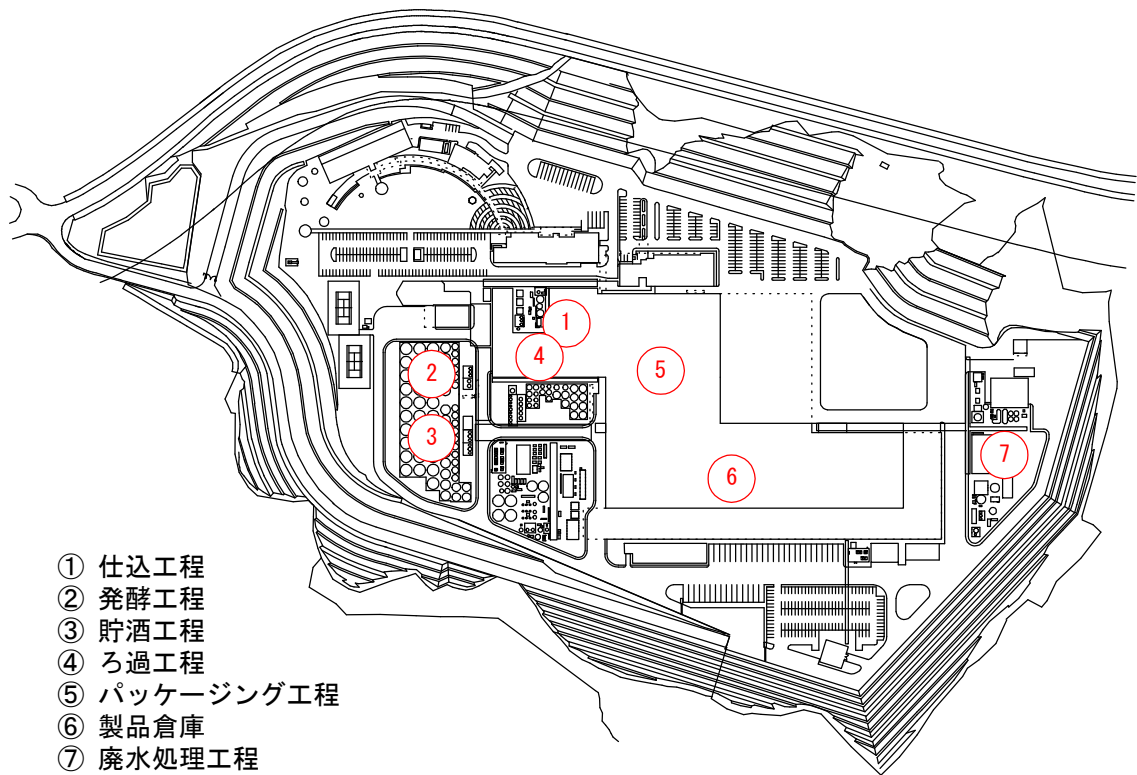 ①
④
②
⑤
③
⑦
⑥
① 仕込工程
② 発酵工程
③ 貯酒工程
④ ろ過工程
⑤ パッケージング工程
⑥ 製品倉庫
⑦ 廃水処理工程